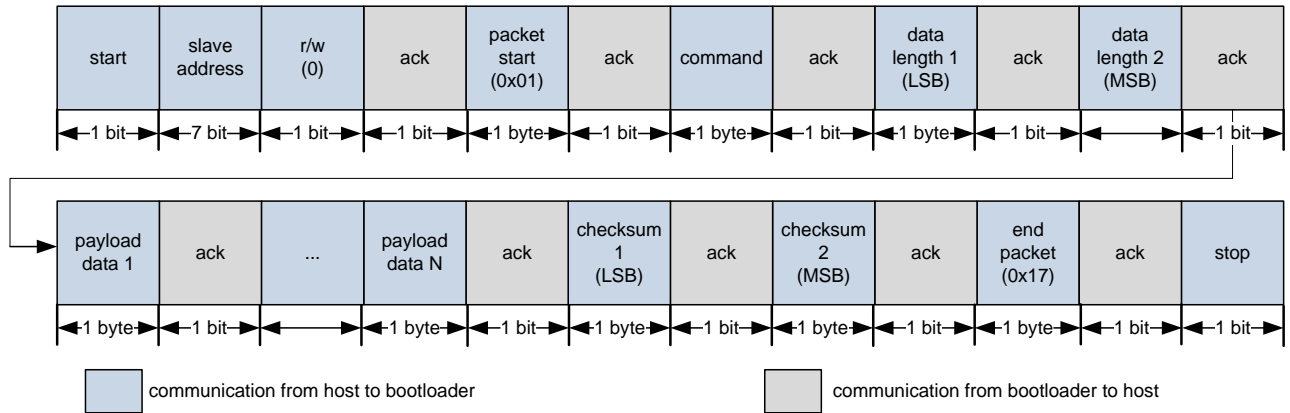 start
slave
address
r/w
(0)
ack
packet
start
(0x01)
ack
command
ack
data
length 1
(LSB)
ack
data
length 2
(MSB)
ack
1 bit
7 bit
1 bit
1 bit
1 byte
1 bit
1 byte
1 bit
1 byte
1 bit
1 bit
payload
data 1
ack
...
payload
data N
ack
checksum
1
(LSB)
ack
checksum
2
(MSB)
ack
end
packet
(0x17)
ack
stop
1 byte
1 bit
1 byte
1 bit
1 byte
1 bit
1 byte
1 bit
1 byte
1 bit
1 bit
communication from host to bootloader
communication from bootloader to host